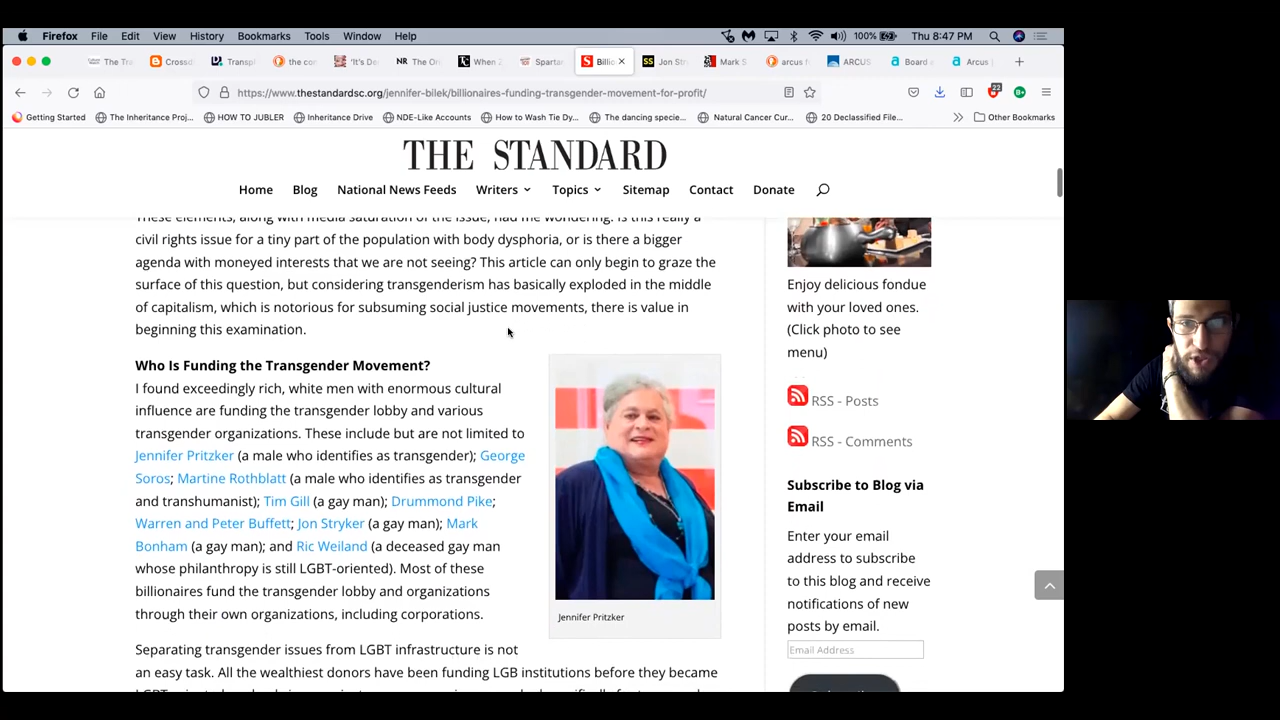 Firefox File Edit View History Bookmarks Tools Window Help 100% Thu 8:47 PM
The Tra Crossd Transpl the cor 'It's De NR The Ori When Z Spartar Billio Jon Str Mark S arcus f ARCUS Board a Arcus
https://www.thestandardsc.org/jennifer-bilek/billionaires-funding-transgender-movement-for-profit/ 22
Getting Started The Inheritance Proj... HOW TO JUBLER Inheritance Drive NDE-Like Accounts How to Wash Tie Dy... The dancing specie... Natural Cancer Cur... 20 Declassified File... Other Bookmarks
THE STANDARD
Home Blog National News Feeds Writers Topics Sitemap Contact Donate
These elements, along with media saturation of the issue, had me wondering: Is this really a
civil rights issue for a tiny part of the population with body dysphoria, or is there a bigger
agenda with moneyed interests that we are not seeing? This article can only begin to graze the
surface of this question, but considering transgenderism has basically exploded in the middle
of capitalism, which is notorious for subsuming social justice movements, there is value in
beginning this examination.
Who Is Funding the Transgender Movement?
I found exceedingly rich, white men with enormous cultural
influence are funding the transgender lobby and various
transgender organizations. These include but are not limited to
Jennifer Pritzker (a male who identifies as transgender); George
Soros; Martine Rothblatt (a male who identifies as transgender
and transhumanist); Tim Gill (a gay man); Drummond Pike;
Warren and Peter Buffett; Jon Stryker (a gay man); Mark
Bonham (a gay man); and Ric Weiland (a deceased gay man
whose philanthropy is still LGBT-oriented). Most of these
billionaires fund the transgender lobby and organizations
through their own organizations, including corporations.
Jennifer Pritzker
Separating transgender issues from LGBT infrastructure is not
an easy task. All the wealthiest donors have been funding LGB institutions before they became
Enjoy delicious fondue
with your loved ones.
(Click photo to see
menu)
RSS - Posts
RSS - Comments
Subscribe to Blog via
Email
Enter your email
address to subscribe
to this blog and receive
notifications of new
posts by email.
Email Address